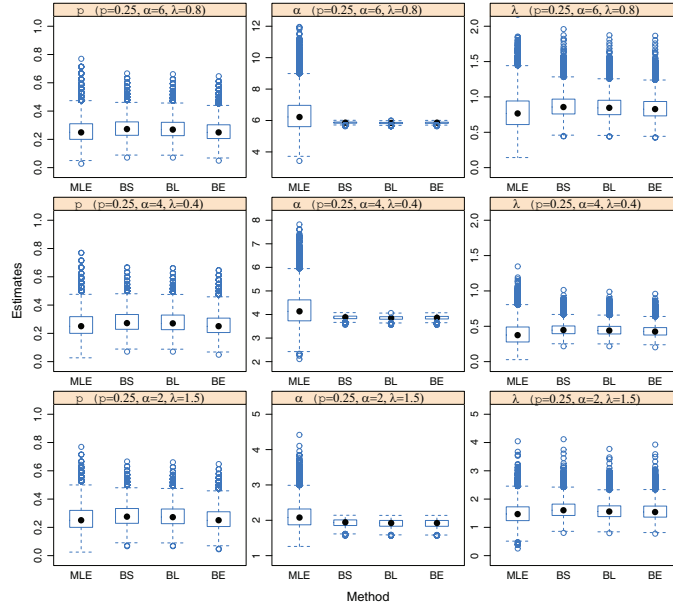 p (p=0.25, α=6, λ=0.8)
α (p=0.25, α=6, λ=0.8)
λ (p=0.25, α=6, λ=0.8)
1.0
0.8
0.6
0.4
0.2
0.0
12
10
8
6
4
2.0
1.5
1.0
0.5
0.0
MLE BS BL BE
MLE BS BL BE
MLE BS BL BE
p (p=0.25, α=4, λ=0.4)
α (p=0.25, α=4, λ=0.4)
λ (p=0.25, α=4, λ=0.4)
1.0
0.8
0.6
0.4
0.2
0.0
8
7
6
5
4
3
2
2.0
1.5
1.0
0.5
0.0
Estimates
MLE BS BL BE
MLE BS BL BE
MLE BS BL BE
p (p=0.25, α=2, λ=1.5)
α (p=0.25, α=2, λ=1.5)
λ (p=0.25, α=2, λ=1.5)
1.0
0.8
0.6
0.4
0.2
0.0
5
4
3
2
1
5
4
3
2
1
0
MLE BS BL BE
MLE BS BL BE
MLE BS BL BE
Method